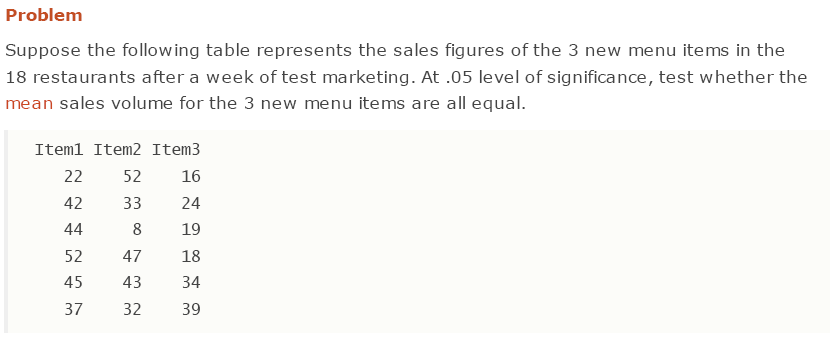 Problem
Suppose the following table represents the sales figures of the 3 new menu items in the
18 restaurants after a week of test marketing. At .05 level of significance, test whether the
mean sales volume for the 3 new menu items are all equal.
Item1 Item2 Item3
22 52 16
42 33 24
44 8 19
52 47 18
45 43 34
37 32 39